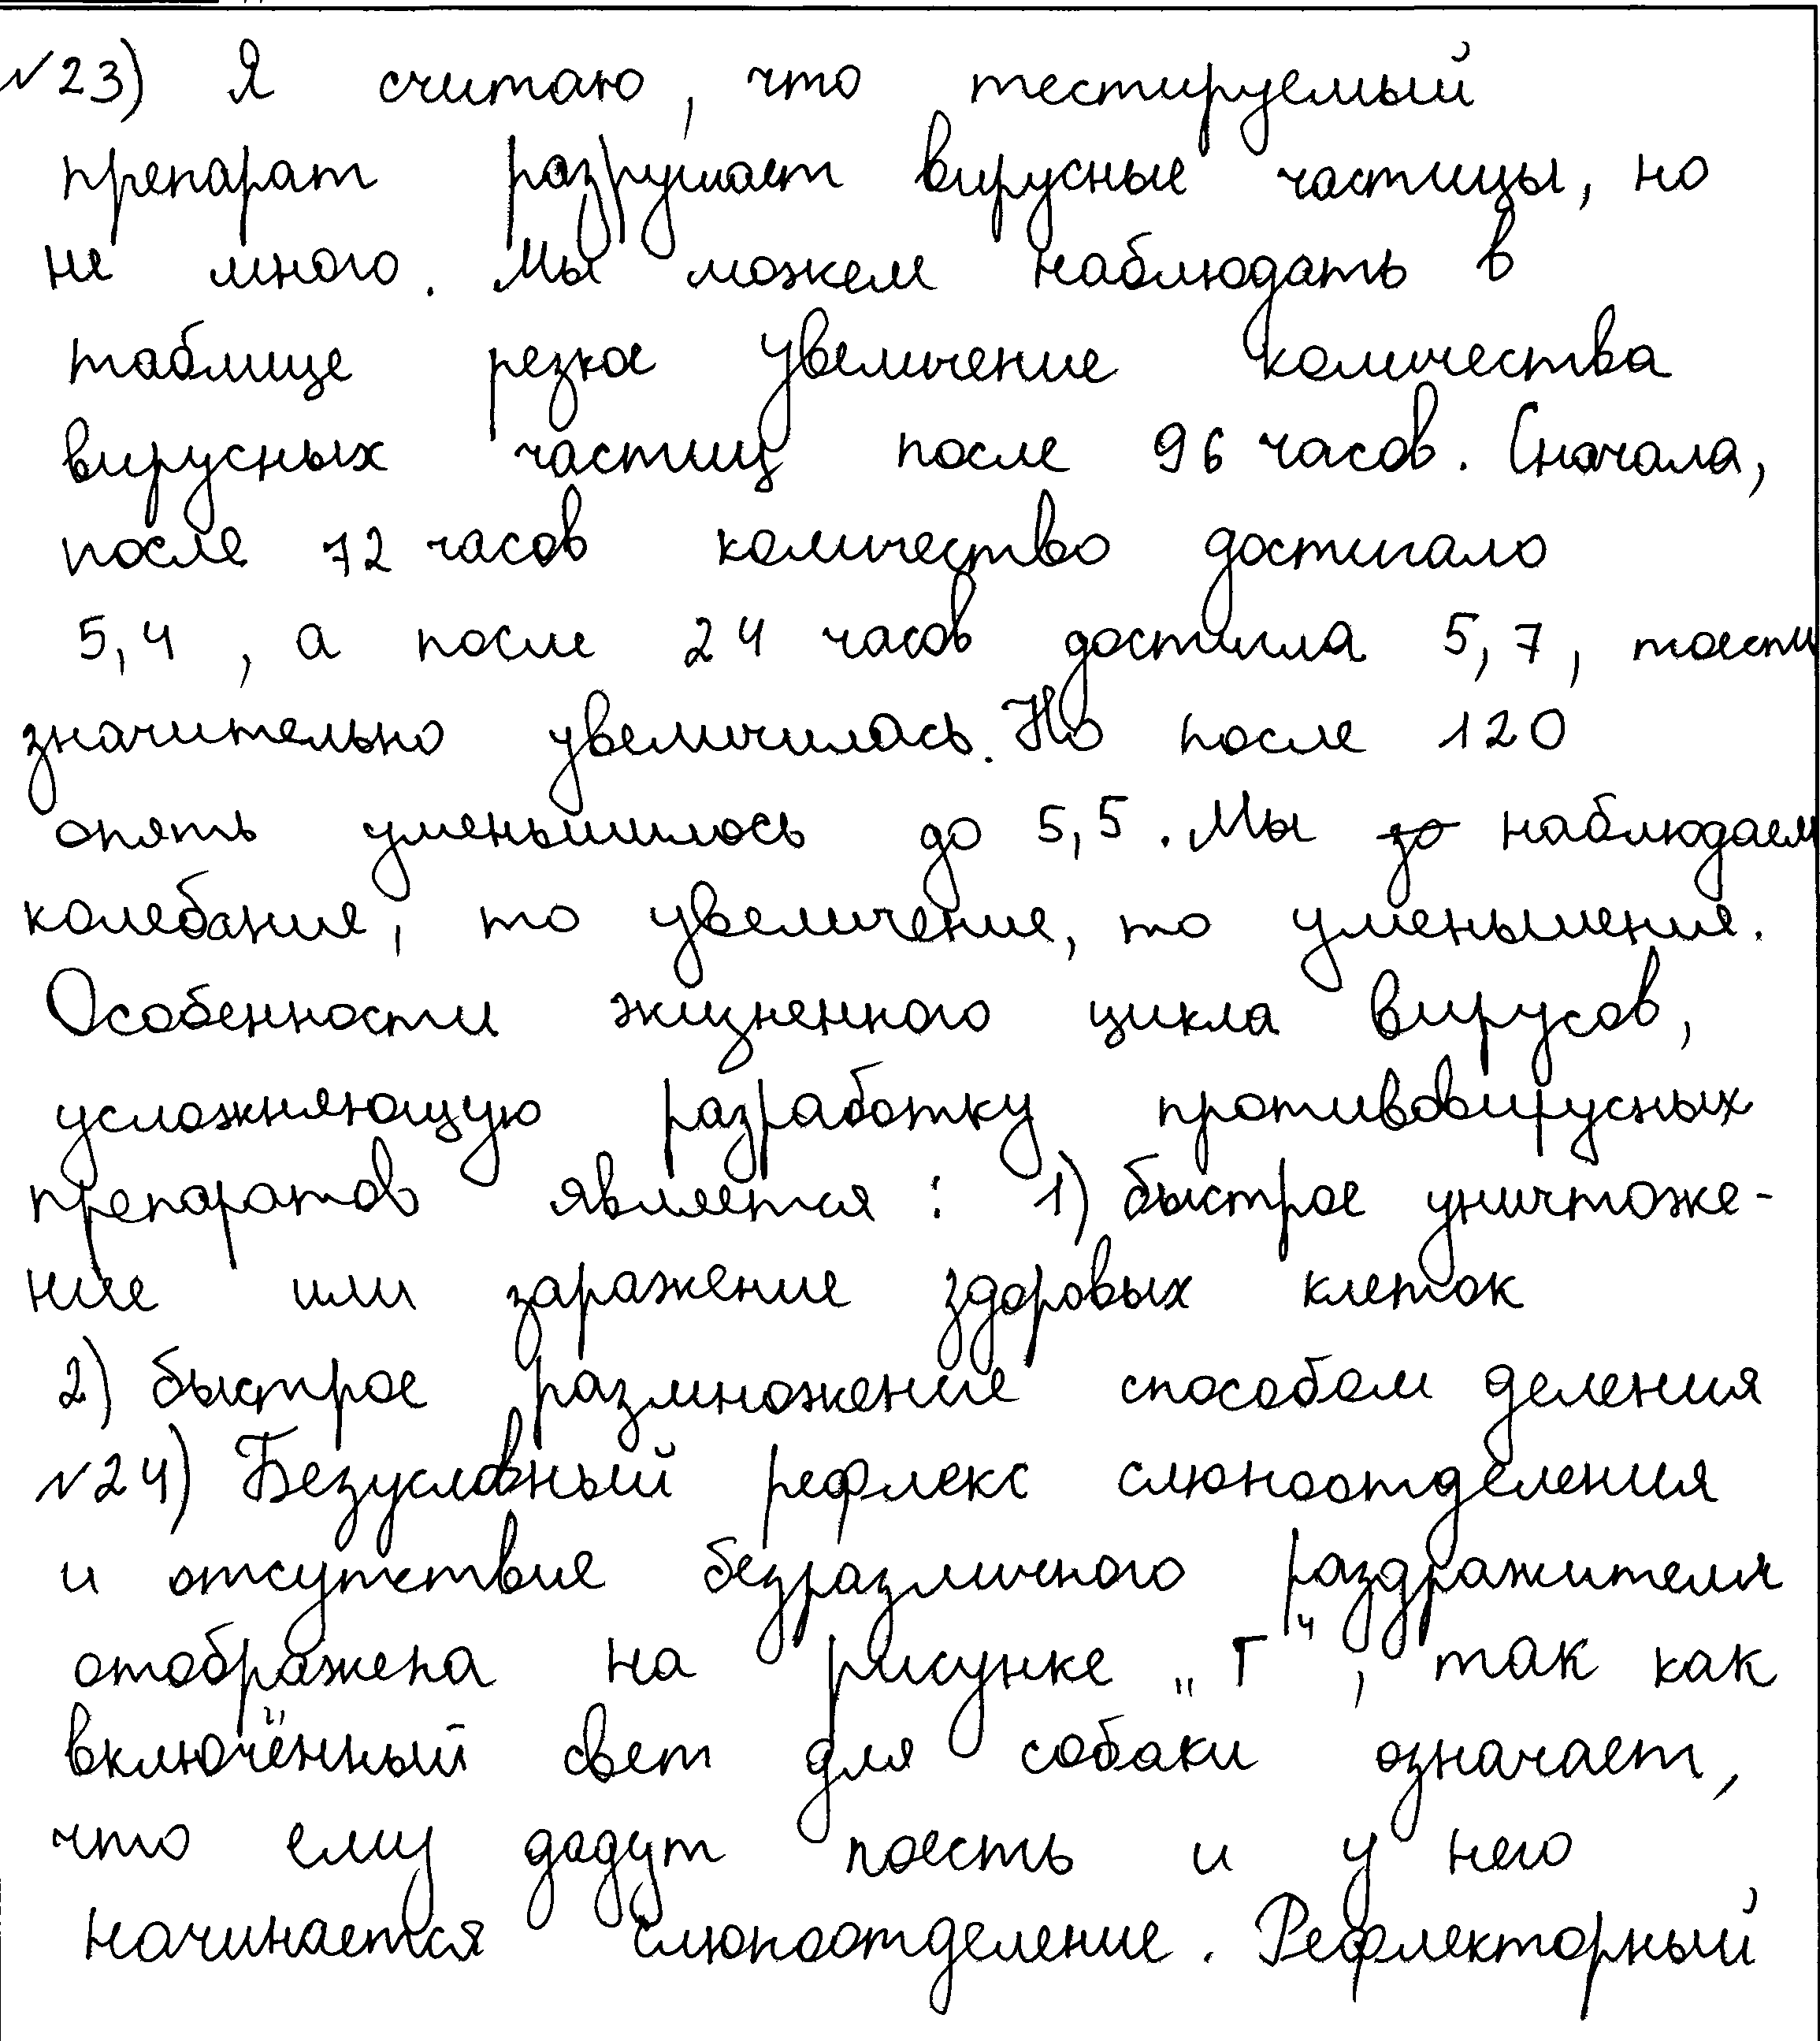 №23) Я считаю, что тестируемый
препарат разрушает вирусные частицы, но
не много. Мы можем наблюдать в
таблице резкое увеличение количества
вирусных частиц после 96 часов. Сначала,
после 72 часов количество достигало
5,4, а после 24 часов достигла 5,7, тоесть
значительно увеличилась. Но после 120
опять уменьшилось до 5,5. Мы наблюдаем
колебания, то увеличение, то уменьшения.
Особенности жизненного цикла вирусов,
усложняющую разработку противовирусных
препаратов является: 1) быстрое уничтоже-
ние или заражение здоровых клеток
2) быстрое размножение способом деления
№24) Безусловный рефлекс слюноотделения
и отсутствие безразличного раздражителя
отображена на рисунке „Г“, так как
включённый свет для собаки означает,
что ему дадут поесть и у него
начинается слюноотделение. Рефлекторный